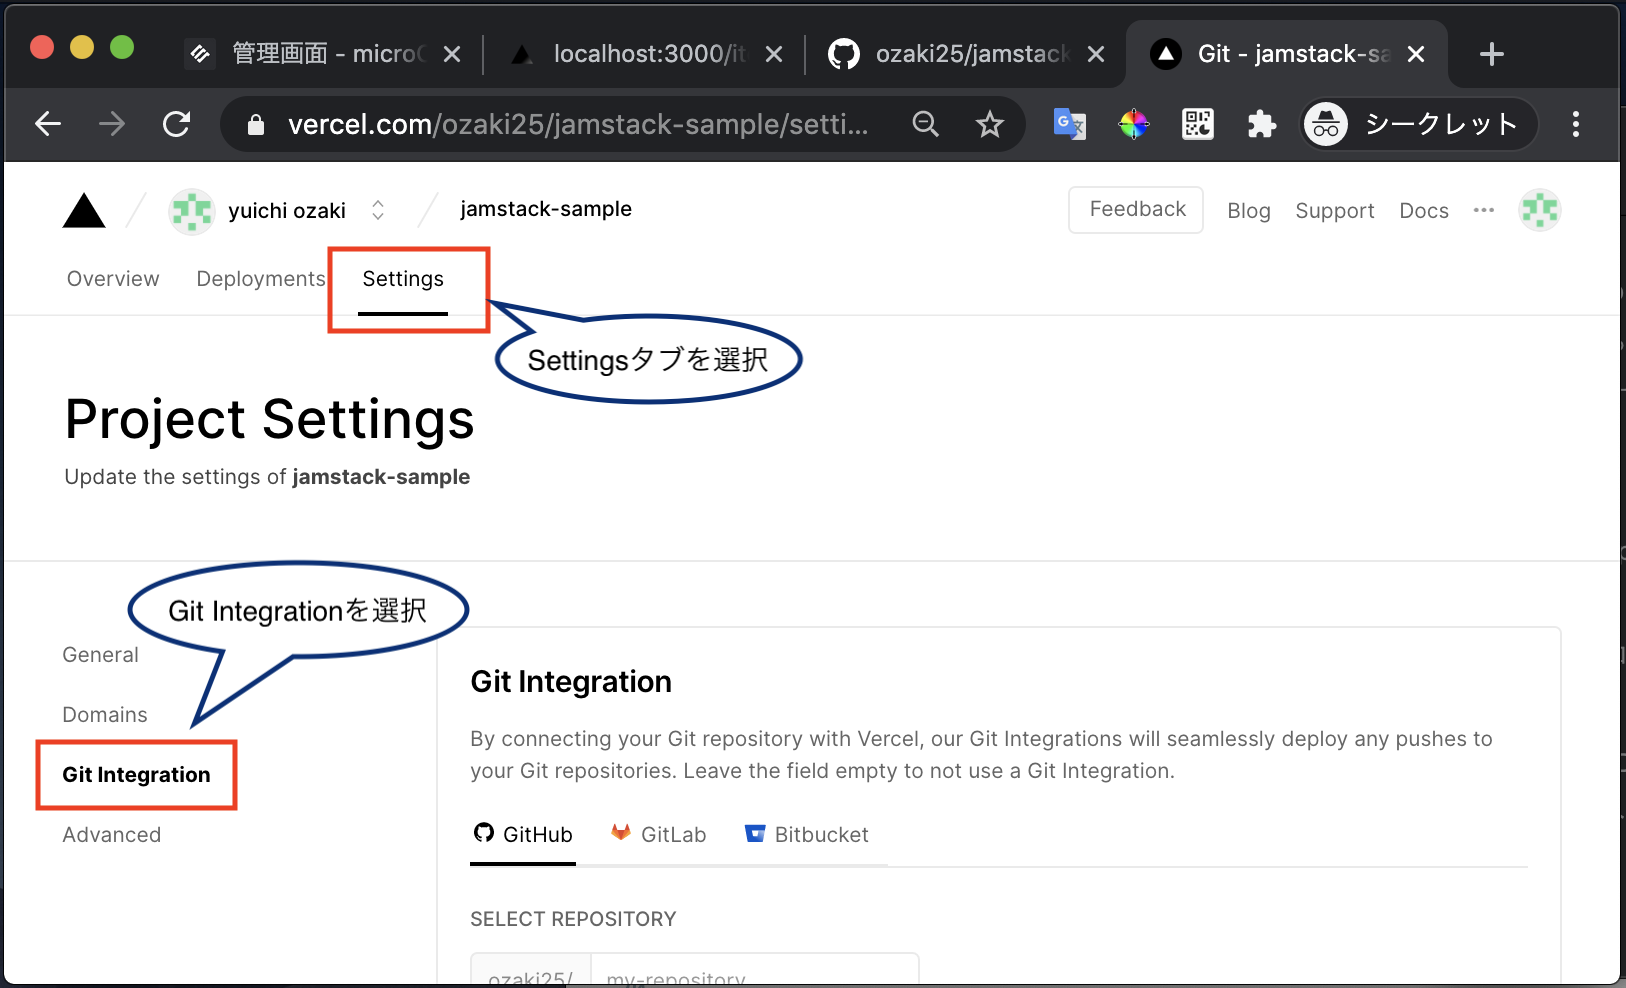 管理画面 - micro
localhost:3000/it
ozaki25/jamstack
Git - jamstack-sa
vercel.com/ozaki25/jamstack-sample/setti...
シークレット
yuichi ozaki
jamstack-sample
Feedback
Blog
Support
Docs
Overview
Deployments
Settings
Settingsタブを選択
Project Settings
Update the settings of jamstack-sample
Git Integrationを選択
General
Domains
Git Integration
Advanced
Git Integration
By connecting your Git repository with Vercel, our Git Integrations will seamlessly deploy any pushes to
your Git repositories. Leave the field empty to not use a Git Integration.
GitHub
GitLab
Bitbucket
SELECT REPOSITORY
ozaki25/
my-repository